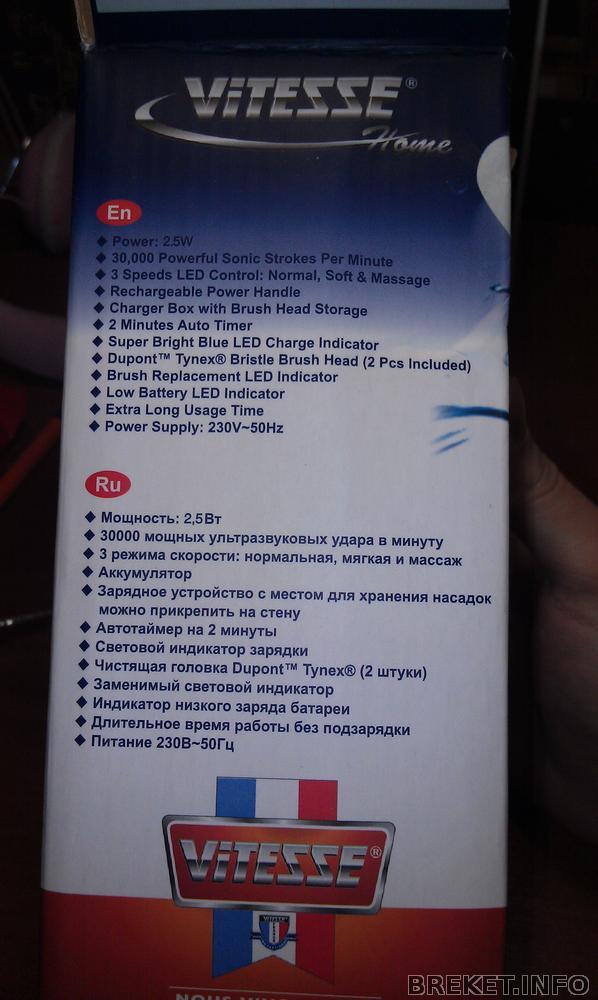 ViTESSE®
Home
En
◆ Power: 2.5W
◆ 30,000 Powerful Sonic Strokes Per Minute
◆ 3 Speeds LED Control: Normal, Soft & Massage
◆ Rechargeable Power Handle
◆ Charger Box with Brush Head Storage
◆ 2 Minutes Auto Timer
◆ Super Bright Blue LED Charge Indicator
◆ Dupont™ Tynex® Bristle Brush Head (2 Pcs Included)
◆ Brush Replacement LED Indicator
◆ Low Battery LED Indicator
◆ Extra Long Usage Time
◆ Power Supply: 230V~50Hz
Ru
◆ Мощность: 2,5Вт
◆ 30000 мощных ультразвуковых удара в минуту
◆ 3 режима скорости: нормальная, мягкая и массаж
◆ Аккумулятор
◆ Зарядное устройство с местом для хранения насадок
можно прикрепить на стену
◆ Автотаймер на 2 минуты
◆ Световой индикатор зарядки
◆ Чистящая головка Dupont™ Tynex® (2 штуки)
◆ Заменимый световой индикатор
◆ Индикатор низкого заряда батареи
◆ Длительное время работы без подзарядки
◆ Питание 230В~50Гц
ViTESSE®
ViTESSE
BREKET.INFO
NOUS